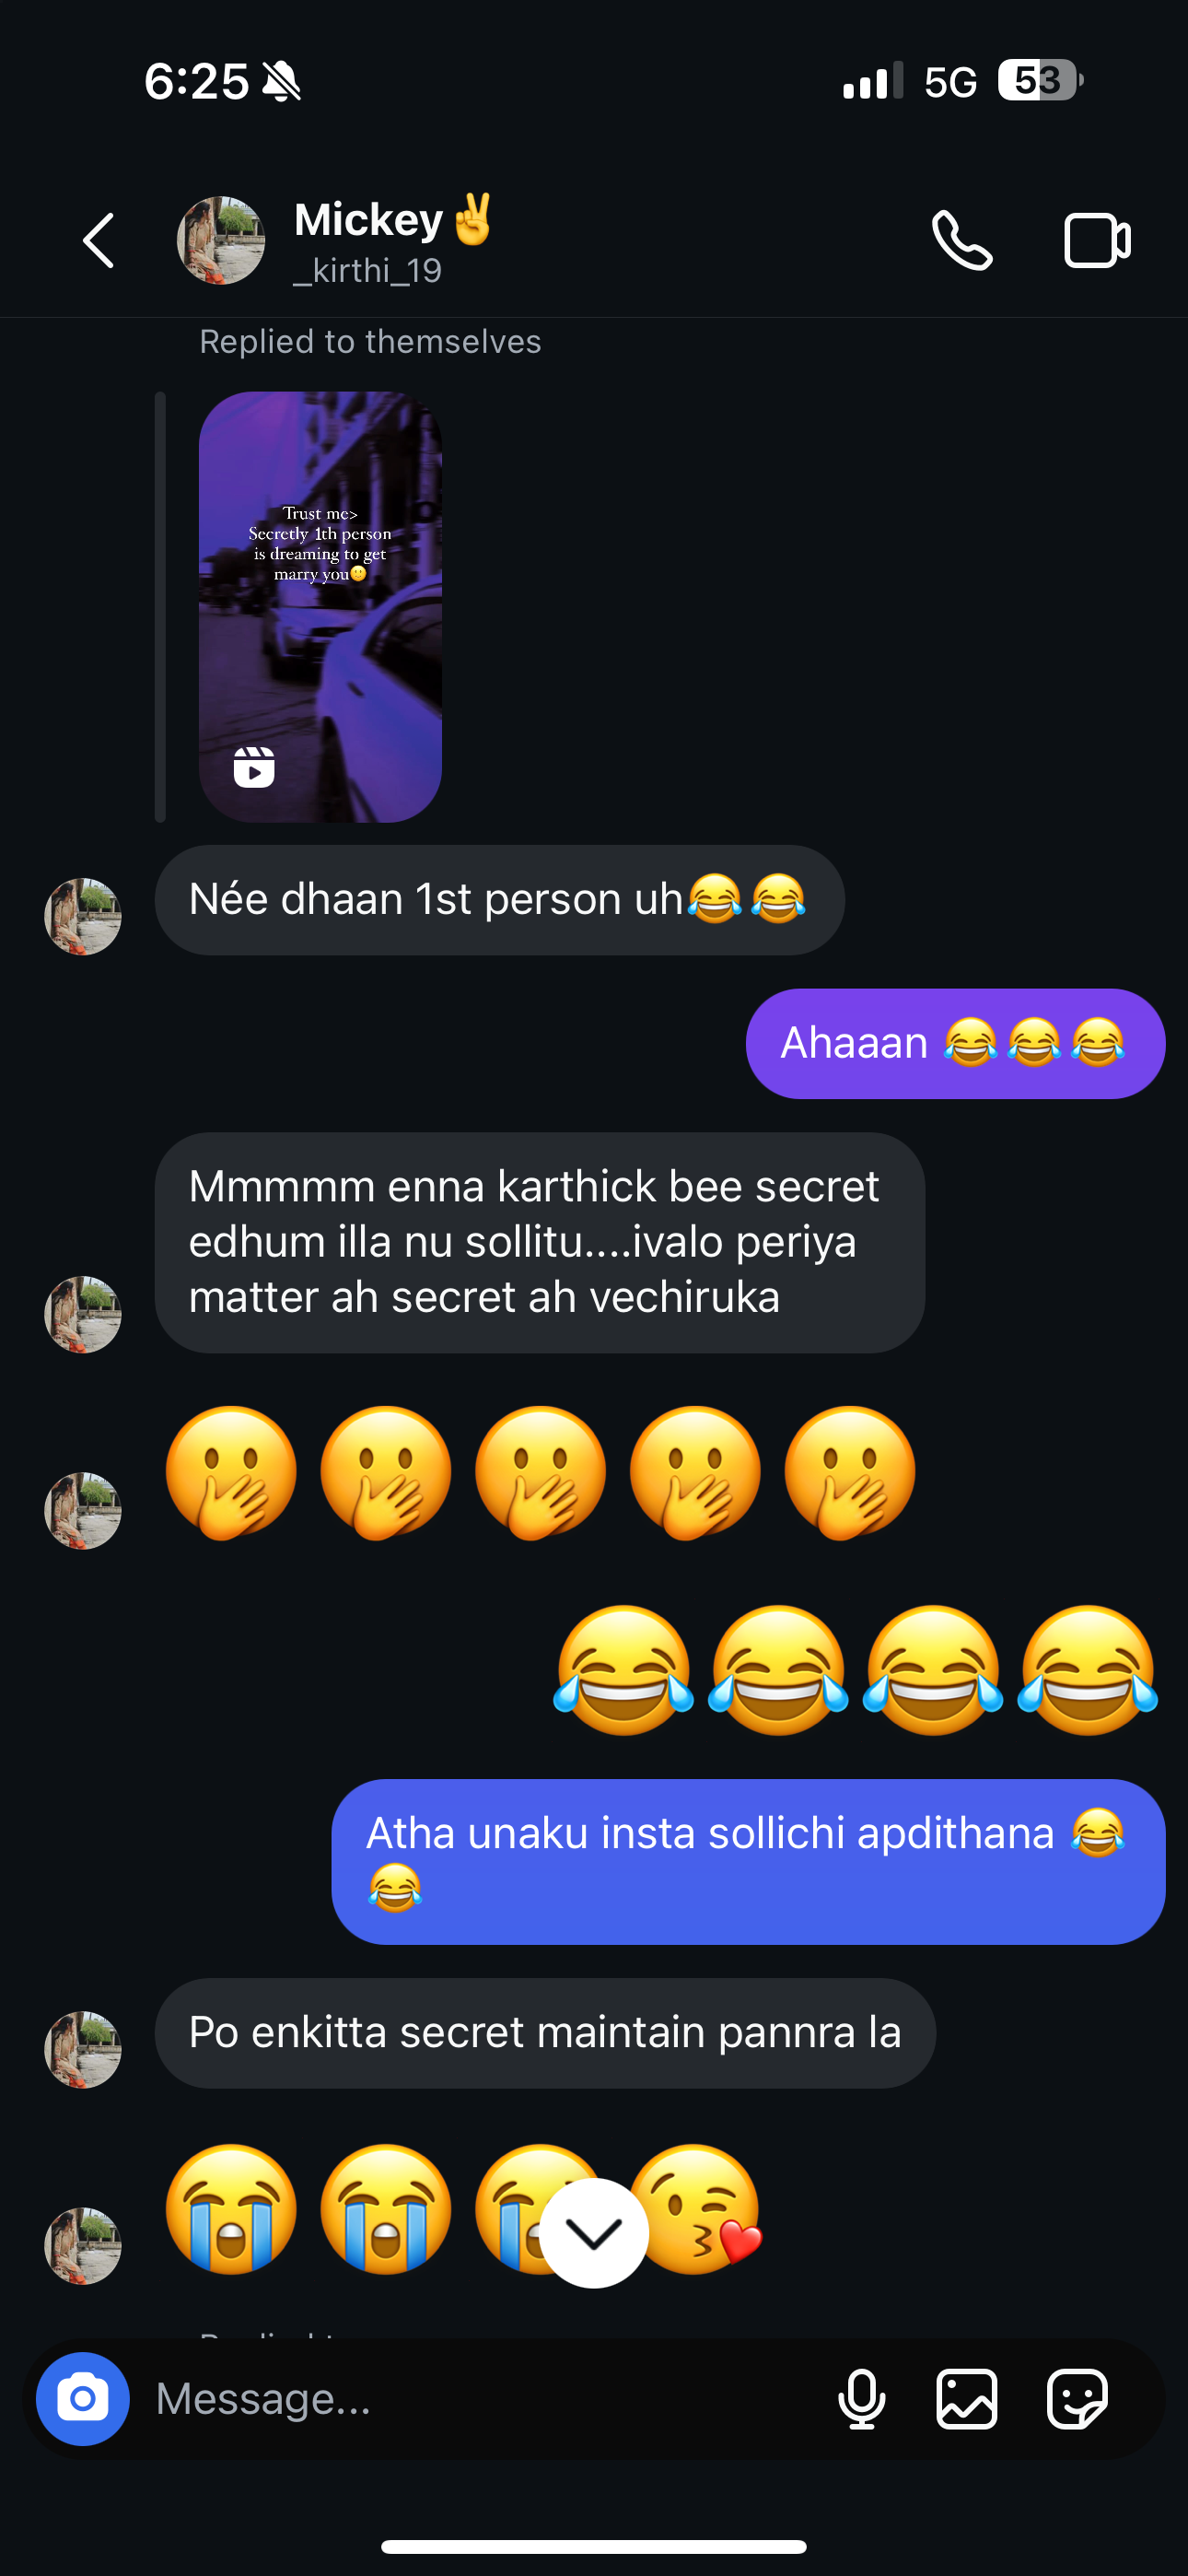 6:25
5G 53
Mickey✌️
_kirthi_19
Replied to themselves
Trust me>
Secretly 1th person
is dreaming to get
marry you🙂
Née dhaan 1st person uh😂😂
Ahaaan 😂😂😂
Mmmmm enna karthick bee secret
edhum illa nu sollitu....ivalo periya
matter ah secret ah vechiruka
🫢🫢🫢🫢🫢
😂😂😂😂
Atha unaku insta sollichi apdithana 😂
😂
Po enkitta secret maintain pannra la
😭😭😭😘
Message...